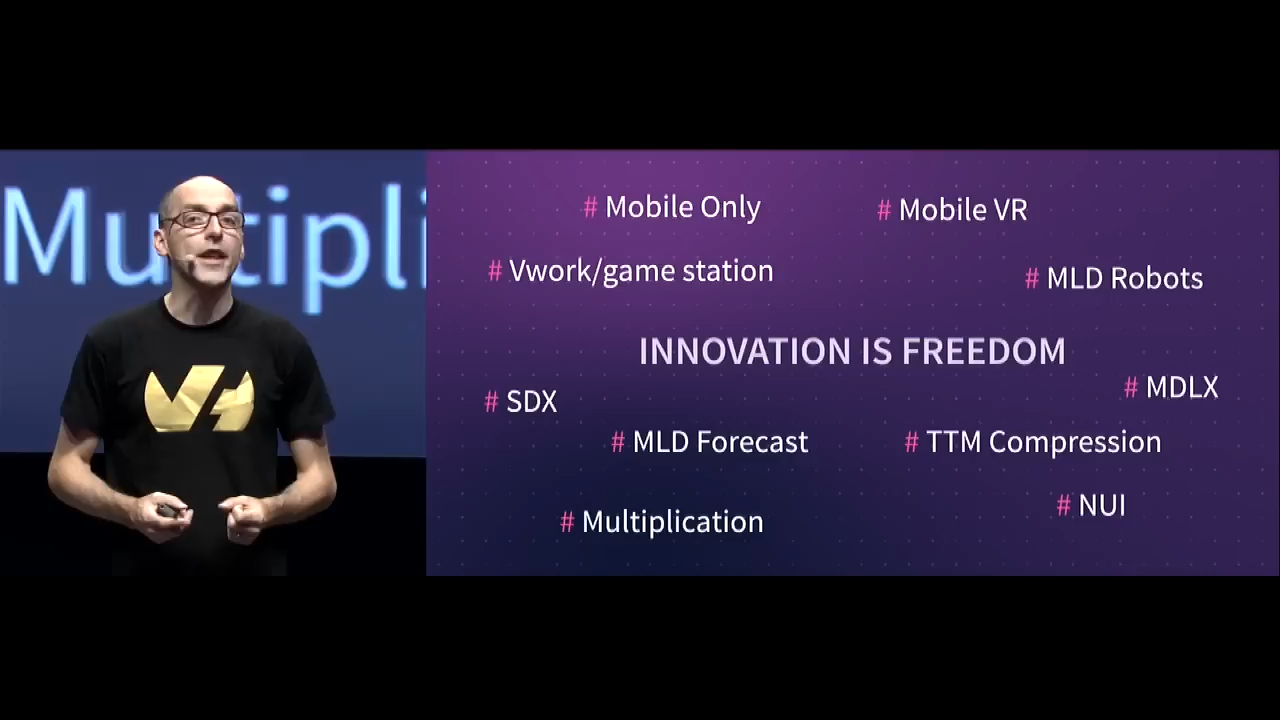 Multipli
# Mobile Only
# Mobile VR
# Vwork/game station
# MLD Robots
INNOVATION IS FREEDOM
# MDLX
# SDX
# MLD Forecast
# TTM Compression
# NUI
# Multiplication